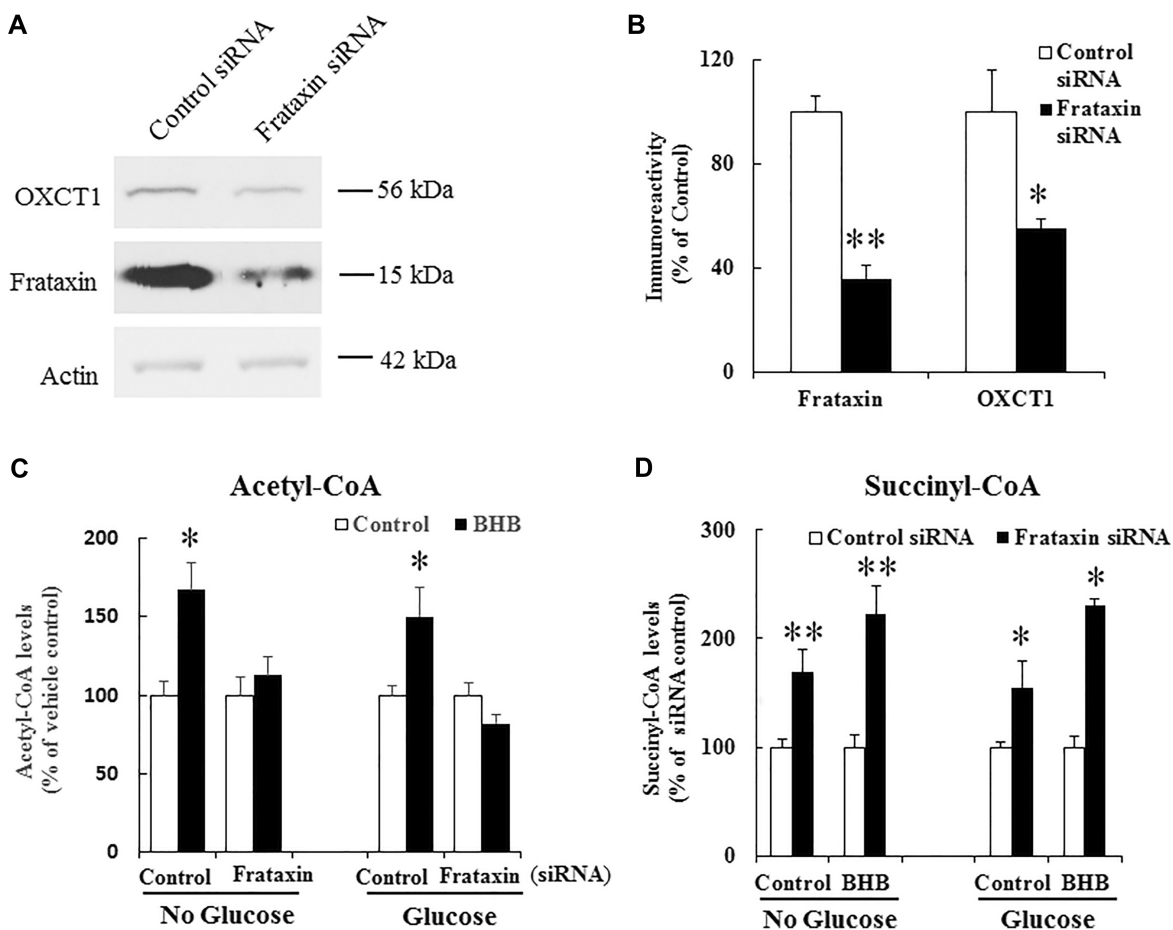 A
Control siRNA
Frataxin siRNA
OXCT1
56 kDa
Frataxin
15 kDa
Actin
42 kDa
B
Control
siRNA
Frataxin
siRNA
Immunoreactivity
(% of Control)
120
80
40
0
**
*
Frataxin
OXCT1
C
Acetyl-CoA
Control
BHB
Acetyl-CoA levels
(% of vehicle control)
200
150
100
50
0
*
*
Control
Frataxin
Control
Frataxin
(siRNA)
No Glucose
Glucose
D
Succinyl-CoA
Control siRNA
Frataxin siRNA
Succinyl-CoA levels
(% of siRNA control)
300
200
100
0
**
**
*
*
Control
BHB
Control
BHB
No Glucose
Glucose